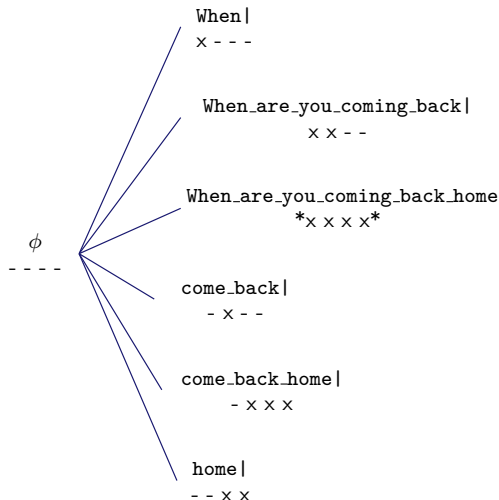 When|
x - - -
When_are_you_coming_back|
x x - -
When_are_you_coming_back_home
*x x x x*
ϕ
- - - -
come_back|
- x - -
come_back_home|
- x x x
home|
- - x x